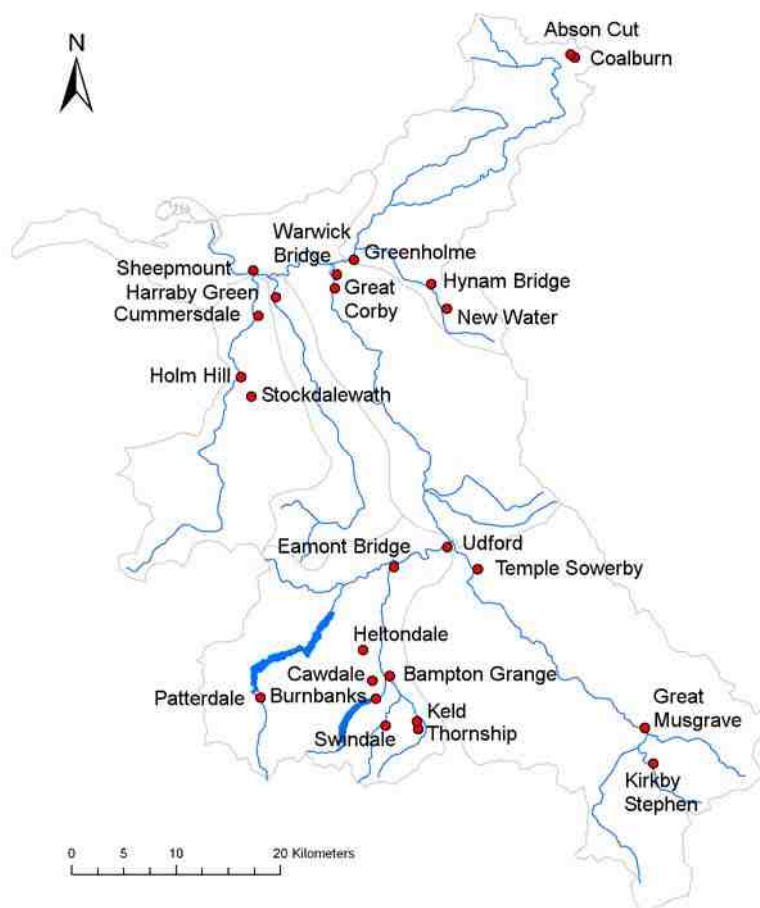 Abson Cut
N
Coalburn
Warwick
Bridge
Greenholme
Sheepmount
Hynam Bridge
Harraby Green
Great
Corby
Cummersdale
New Water
Holm Hill
Stockdalewath
Eamont Bridge
Udford
Temple Sowerby
Heltondale
Cawdale
Bampton Grange
Patterdale
Burnbanks
Keld
Great
Musgrave
Swindale
Thornship
Kirkby
Stephen
0 5 10 20 Kilometers